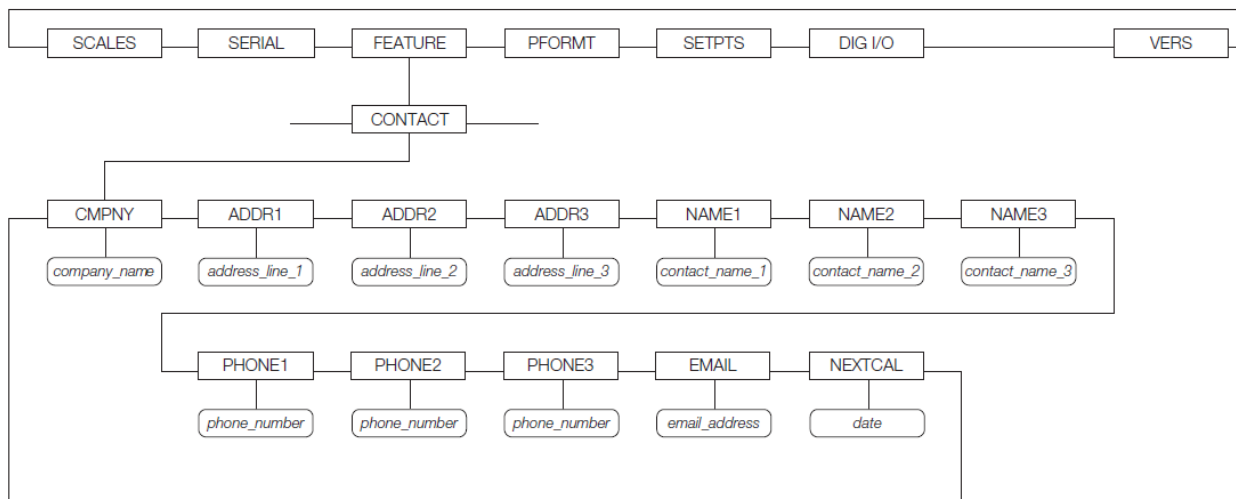 SCALES SERIAL FEATURE PFORMT SETPTS DIG I/O VERS
CONTACT
CMPNY ADDR1 ADDR2 ADDR3 NAME1 NAME2 NAME3
company_name address_line_1 address_line_2 address_line_3 contact_name_1 contact_name_2 contact_name_3
PHONE1 PHONE2 PHONE3 EMAIL NEXTCAL
phone_number phone_number phone_number email_address date